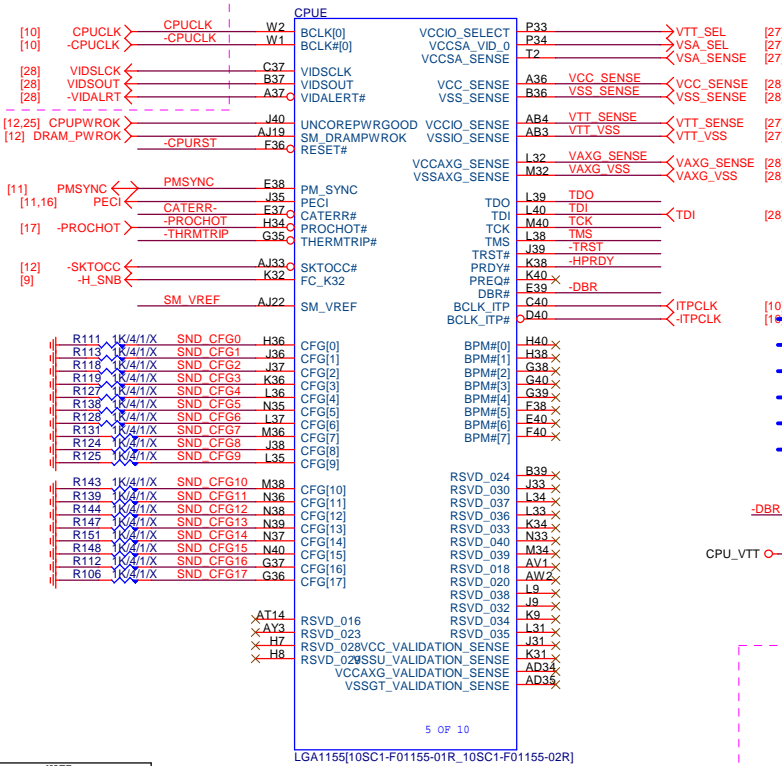 CPUE
[10] CPUCLK CPUCLK W2 BCLK[0] VCCIO_SELECT P33 VTT_SEL [27
[10] -CPUCLK -CPUCLK W1 BCLK#[0] VCCSA_VID_0 P34 VSA_SEL [27
VCCSA_SENSE T2 VSA_SENSE [27
[28] VIDSLCK C37 VIDSCLK
[28] VIDSOUT B37 VIDSOUT VCC_SENSE A36 VCC_SENSE VCC_SENSE [28
[28] -VIDALRT A37 VIDALERT# VSS_SENSE B36 VSS_SENSE VSS_SENSE [28
[12,25] CPUPWROK J40 UNCOREPWRGOOD VCCIO_SENSE AB4 VTT_SENSE VTT_SENSE [27
[12] DRAM_PWROK AJ19 SM_DRAMPWROK VSSIO_SENSE AB3 VTT_VSS VTT_VSS [27
-CPURST F36 RESET#
VCCAXG_SENSE L32 VAXG_SENSE VAXG_SENSE [28
VSSAXG_SENSE M32 VAXG_VSS VAXG_VSS [28
[11] PMSYNC PMSYNC E38 PM_SYNC
[11,16] PECI J35 PECI TDO L39 TDO
CATERR- E37 CATERR# TDI L40 TDI TDI [28
[17] -PROCHOT -PROCHOT H34 PROCHOT# TCK M40 TCK
-THRMTRIP G35 THERMTRIP# TMS L38 TMS
TRST# J39 -TRST
[12] -SKTOCC AJ33 SKTOCC# PRDY# K38 -HPRDY
[9] -H_SNB K32 FC_K32 PREQ# K40
DBR# E39 -DBR
SM_VREF AJ22 SM_VREF BCLK_ITP C40 ITPCLK [10
BCLK_ITP# D40 -ITPCLK [10
R111 1K/4/1/X SND_CFG0 H36 CFG[0] BPM#[0] H40
R113 1K/4/1/X SND_CFG1 J36 CFG[1] BPM#[1] H38
R118 1K/4/1/X SND_CFG2 J37 CFG[2] BPM#[2] G38
R119 1K/4/1/X SND_CFG3 K36 CFG[3] BPM#[3] G40
R127 1K/4/1/X SND_CFG4 L36 CFG[4] BPM#[4] G39
R138 1K/4/1/X SND_CFG5 N35 CFG[5] BPM#[5] F38
R128 1K/4/1/X SND_CFG6 L37 CFG[6] BPM#[6] E40
R131 1K/4/1/X SND_CFG7 M36 CFG[7] BPM#[7] F40
R124 1K/4/1/X SND_CFG8 J38 CFG[8]
R125 1K/4/1/X SND_CFG9 L35 CFG[9]
RSVD_024 B39
R143 1K/4/1/X SND_CFG10 M38 CFG[10] RSVD_030 J33
R139 1K/4/1/X SND_CFG11 N36 CFG[11] RSVD_037 L34
R144 1K/4/1/X SND_CFG12 N38 CFG[12] RSVD_036 L33
R147 1K/4/1/X SND_CFG13 N39 CFG[13] RSVD_033 K34
R151 1K/4/1/X SND_CFG14 N37 CFG[14] RSVD_040 N33
R148 1K/4/1/X SND_CFG15 N40 CFG[15] RSVD_039 M34
R112 1K/4/1/X SND_CFG16 G37 CFG[16] RSVD_018 AV1
R106 1K/4/1/X SND_CFG17 G36 CFG[17] RSVD_020 AW2
-DBR
CPU_VTT
RSVD_038 L9
RSVD_032 J9
AT14 RSVD_016 RSVD_034 K9
AY3 RSVD_023 RSVD_035 L31
H7 RSVD_028 VCC_VALIDATION_SENSE J31
H8 RSVD_029 VSSU_VALIDATION_SENSE K31
VCCAXG_VALIDATION_SENSE AD34
VSSGT_VALIDATION_SENSE AD35
5 OF 10
LGA1155[10SC1-F01155-01R_10SC1-F01155-02R]